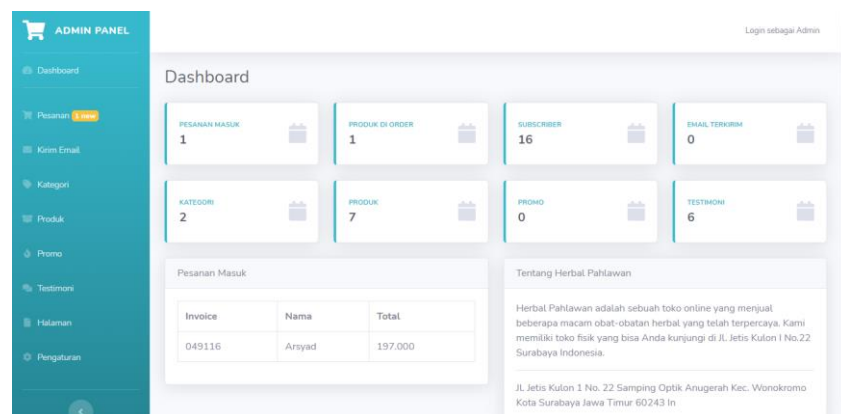 ADMIN PANEL
Login sebagai Admin
Dashboard
Pesanan 1 new
Kirim Email
Kategori
Produk
Promo
Testimoni
Halaman
Pengaturan
Dashboard
PESANAN MASUK
1
PRODUK DI ORDER
1
SUBSCRIBER
16
EMAIL TERKIRIM
0
KATEGORI
2
PRODUK
7
PROMO
0
TESTIMONI
6
Pesanan Masuk
Invoice Nama Total
049116 Arsyad 197.000
Tentang Herbal Pahlawan
Herbal Pahlawan adalah sebuah toko online yang menjual
beberapa macam obat-obatan herbal yang telah terpercaya. Kami
memiliki toko fisik yang bisa Anda kunjungi di Jl. Jetis Kulon I No.22
Surabaya Indonesia.
Jl. Jetis Kulon 1 No. 22 Samping Optik Anugerah Kec. Wonokromo
Kota Surabaya Jawa Timur 60243 In